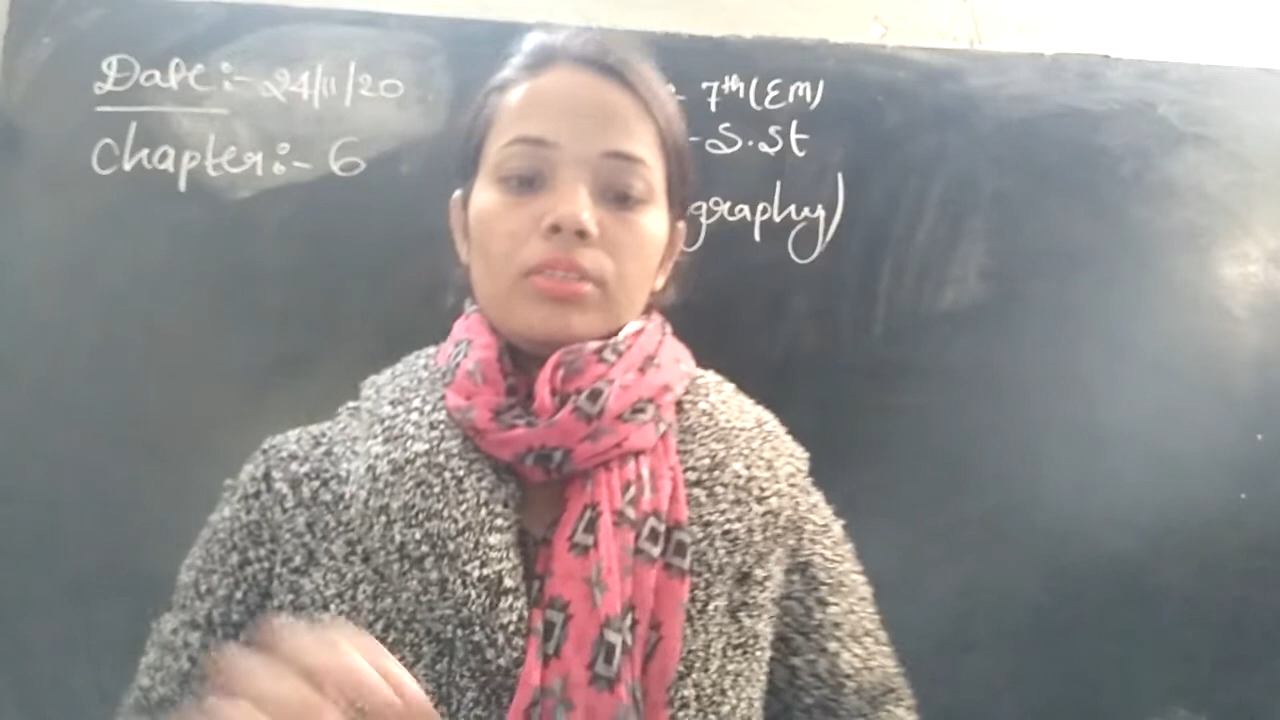 Date:- 24/11/20
:- 7th (EM)
Chapter:- 6
- S.St
graphy)